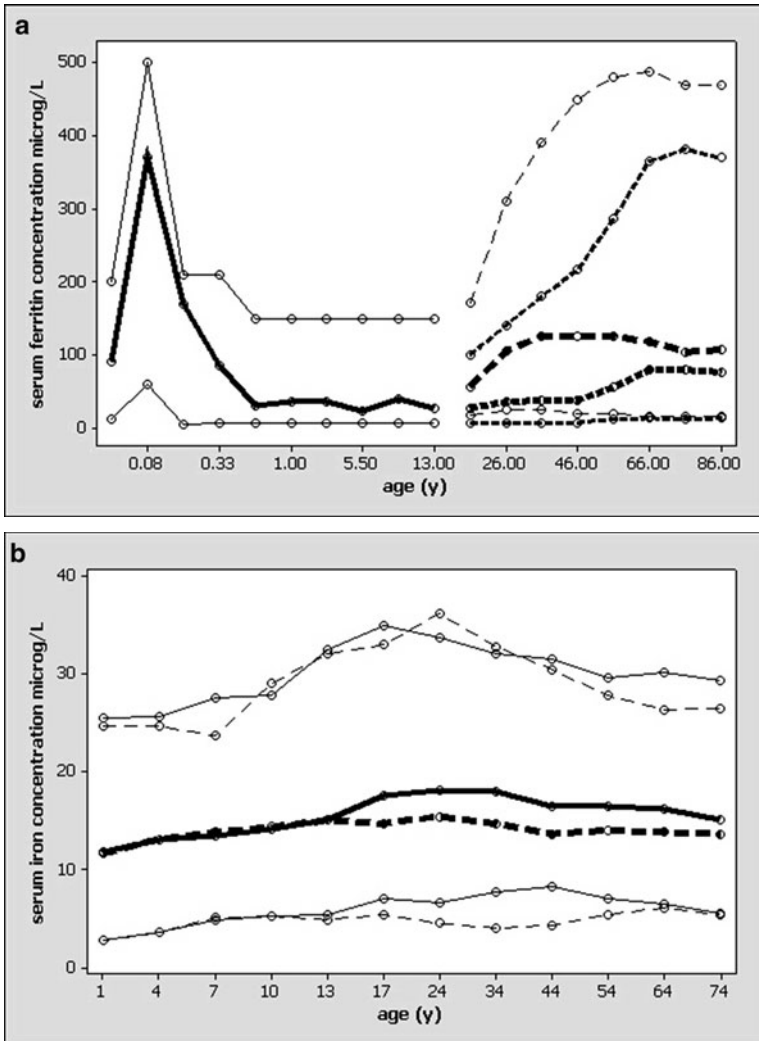 a
serum ferritin concentration microg/L
500
400
300
200
100
0
0.08 0.33 1.00 5.50 13.00 26.00 46.00 66.00 86.00
age (y)
b
serum iron concentration microg/L
40
30
20
10
0
1 4 7 10 13 17 24 34 44 54 64 74
age (y)